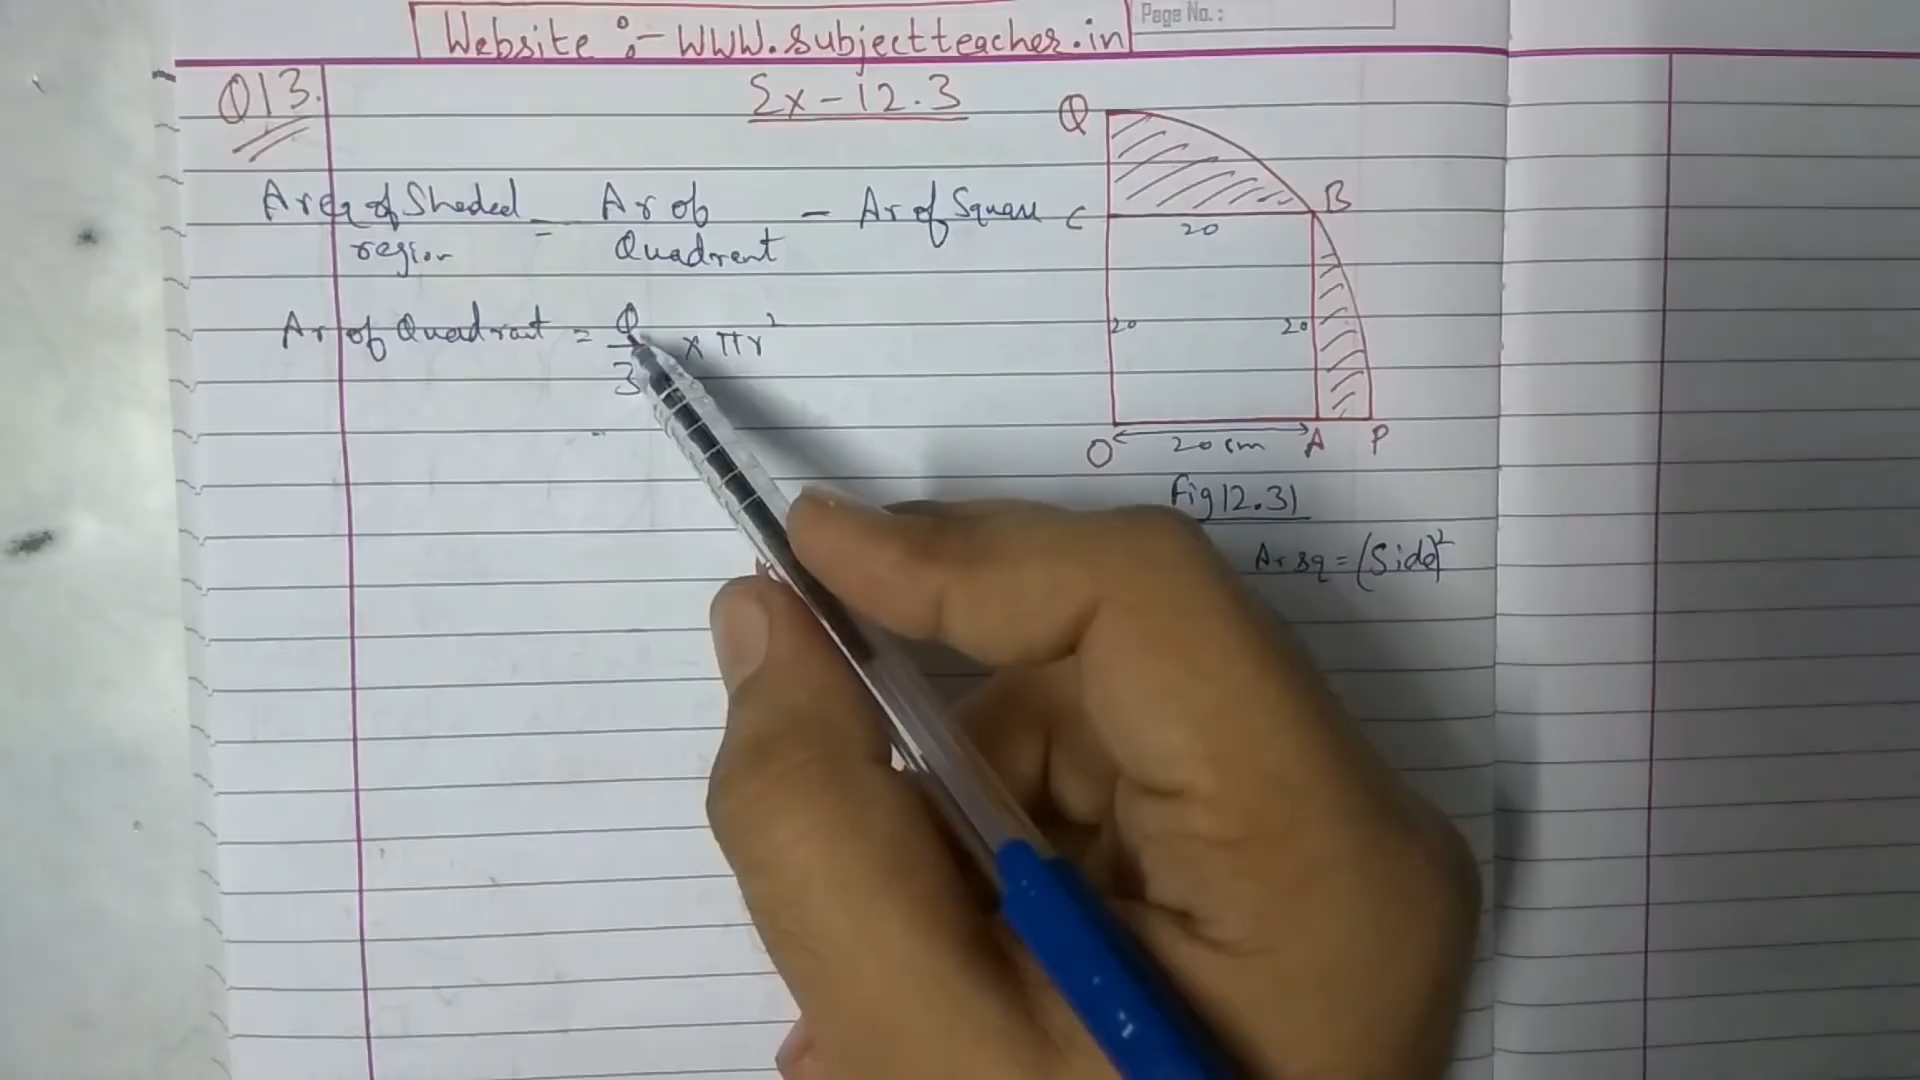 Page No.:
Website :- www.subjectteacher.in
Q13.
Ex-12.3
Area of Shaded region = Ar of Quadrent - Ar of Square
Ar of Quadrant = θ/3 × πr²
Q
B
C
20
20
20
O
20 cm
A
P
Fig 12.31
Ar sq = (Side)²